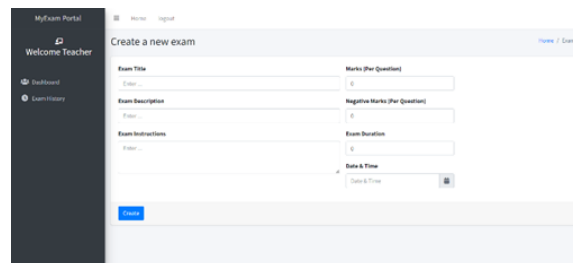 MyExam Portal
Home logout
Welcome Teacher
Create a new exam
Home / Exam
Dashboard
Exam History
Exam Title
Enter ...
Marks (Per Question)
0
Exam Description
Enter ...
Negative Marks (Per Question)
0
Exam Instructions
Enter ...
Exam Duration
0
Date & Time
Date & Time
Create